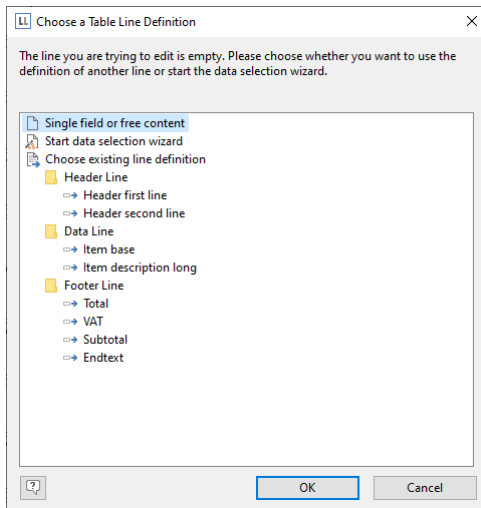 LL Choose a Table Line Definition
The line you are trying to edit is empty. Please choose whether you want to use the
definition of another line or start the data selection wizard.
Single field or free content
Start data selection wizard
Choose existing line definition
Header Line
Header first line
Header second line
Data Line
Item base
Item description long
Footer Line
Total
VAT
Subtotal
Endtext
?
OK Cancel